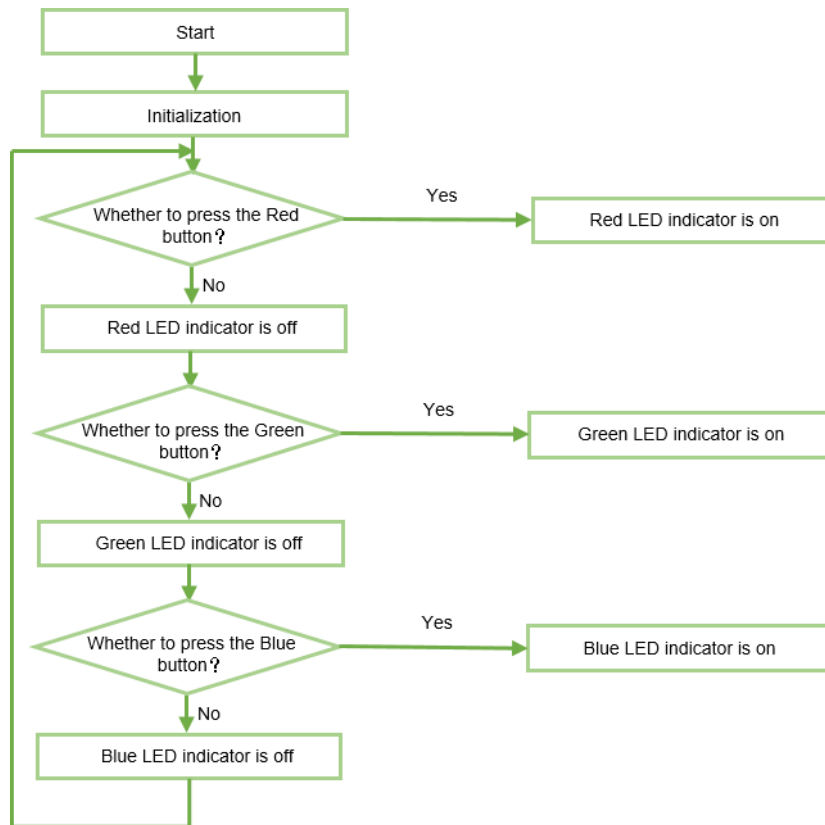 Start
Initialization
Whether to press the Red
button?
Yes
Red LED indicator is on
No
Red LED indicator is off
Whether to press the Green
button?
Yes
Green LED indicator is on
No
Green LED indicator is off
Whether to press the Blue
button?
Yes
Blue LED indicator is on
No
Blue LED indicator is off